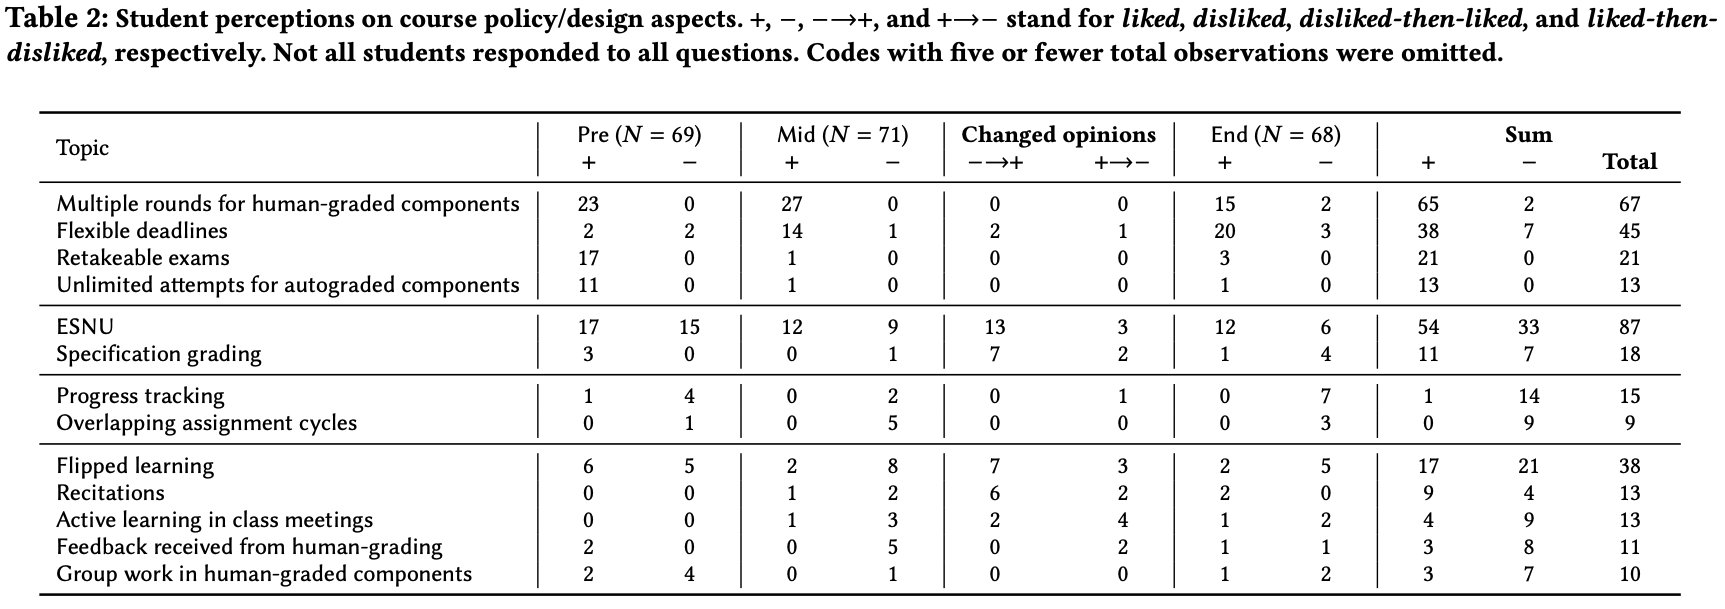 Table 2: Student perceptions on course policy/design aspects. +, −, −→+, and +→− stand for liked, disliked, disliked-then-liked, and liked-then-
disliked, respectively. Not all students responded to all questions. Codes with five or fewer total observations were omitted.
Topic Pre (N = 69) Mid (N = 71) Changed opinions End (N = 68) Sum
+ − + − −→+ +→− + − + − Total
Multiple rounds for human-graded components 23 0 27 0 0 0 15 2 65 2 67
Flexible deadlines 2 2 14 1 2 1 20 3 38 7 45
Retakeable exams 17 0 1 0 0 0 3 0 21 0 21
Unlimited attempts for autograded components 11 0 1 0 0 0 1 0 13 0 13
ESNU 17 15 12 9 13 3 12 6 54 33 87
Specification grading 3 0 0 1 7 2 1 4 11 7 18
Progress tracking 1 4 0 2 0 1 0 7 1 14 15
Overlapping assignment cycles 0 1 0 5 0 0 0 3 0 9 9
Flipped learning 6 5 2 8 7 3 2 5 17 21 38
Recitations 0 0 1 2 6 2 2 0 9 4 13
Active learning in class meetings 0 0 1 3 2 4 1 2 4 9 13
Feedback received from human-grading 2 0 0 5 0 2 1 1 3 8 11
Group work in human-graded components 2 4 0 1 0 0 1 2 3 7 10